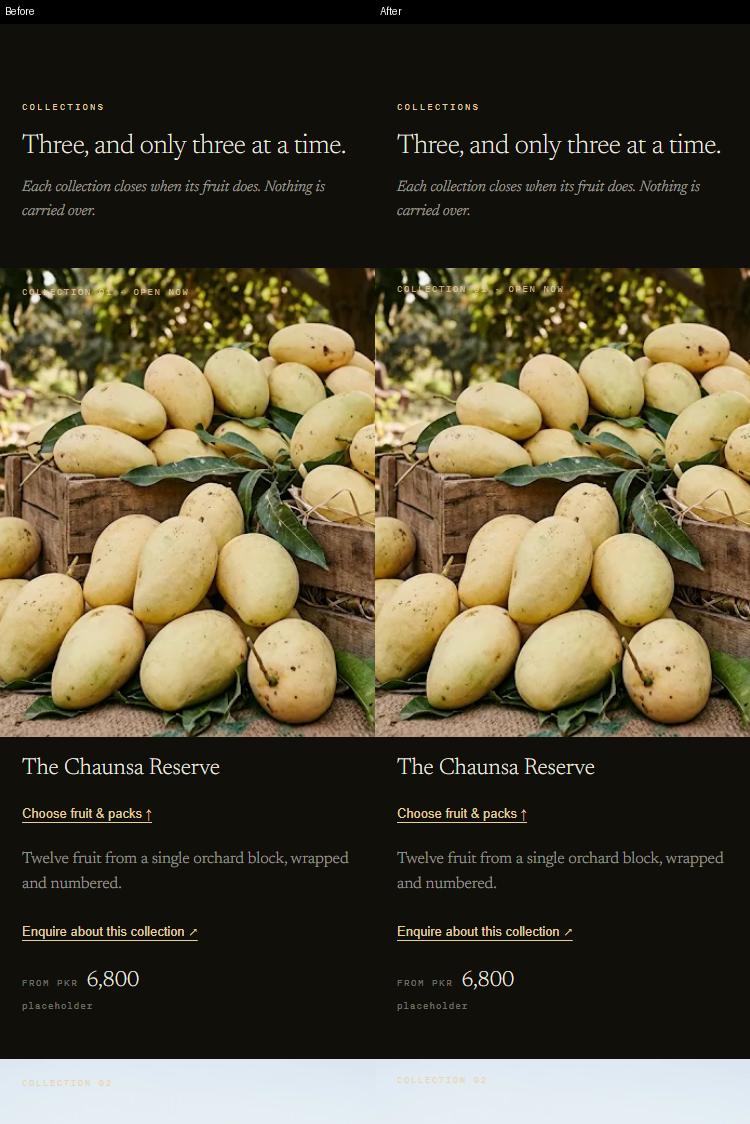 Before
COLLECTIONS
Three, and only three at a time.
Each collection closes when its fruit does. Nothing is
carried over.
COLLECTION 01 · OPEN NOW
The Chaunsa Reserve
Choose fruit & packs ↑
Twelve fruit from a single orchard block, wrapped
and numbered.
Enquire about this collection ↗
FROM PKR 6,800
placeholder
COLLECTION 02
After
COLLECTIONS
Three, and only three at a time.
Each collection closes when its fruit does. Nothing is
carried over.
COLLECTION 01 · OPEN NOW
The Chaunsa Reserve
Choose fruit & packs ↑
Twelve fruit from a single orchard block, wrapped
and numbered.
Enquire about this collection ↗
FROM PKR 6,800
placeholder
COLLECTION 02